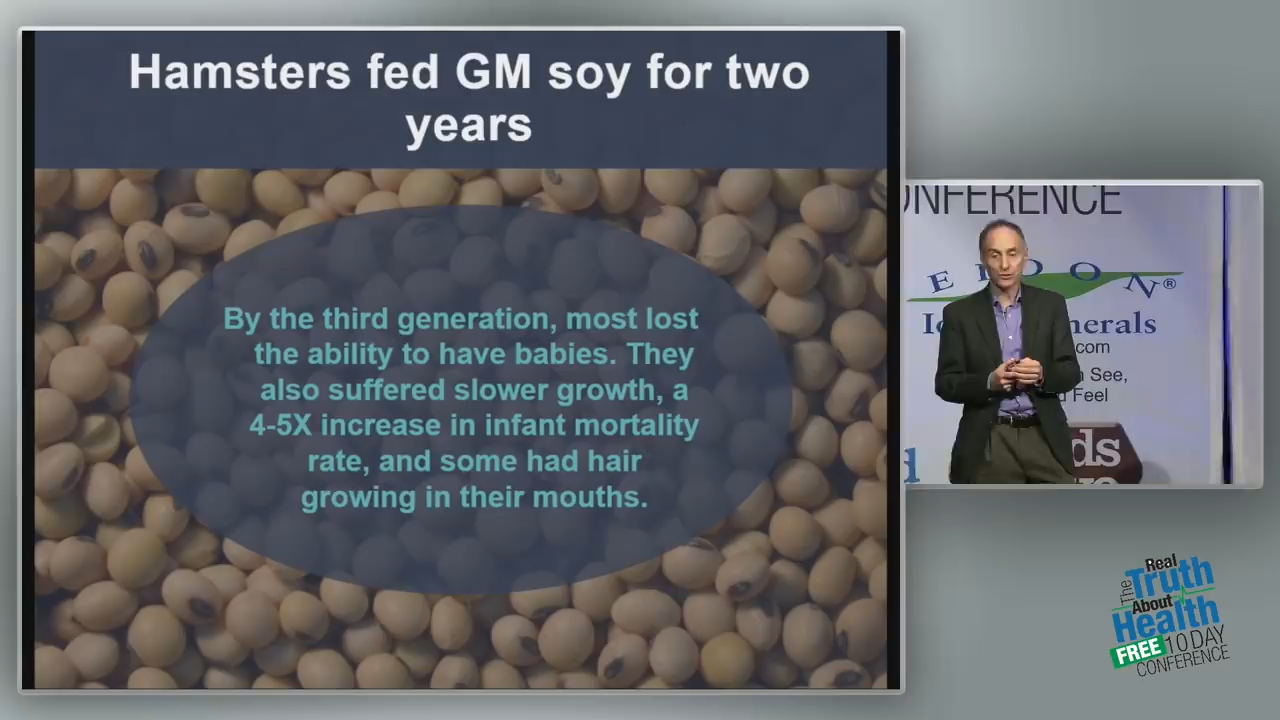 Hamsters fed GM soy for two
years
By the third generation, most lost
the ability to have babies. They
also suffered slower growth, a
4-5X increase in infant mortality
rate, and some had hair
growing in their mouths.
ONFERENCE
E
O N®
nerals
com
See,
Feel
The
Real
Truth
About
Health
FREE 10 DAY
CONFERENCE